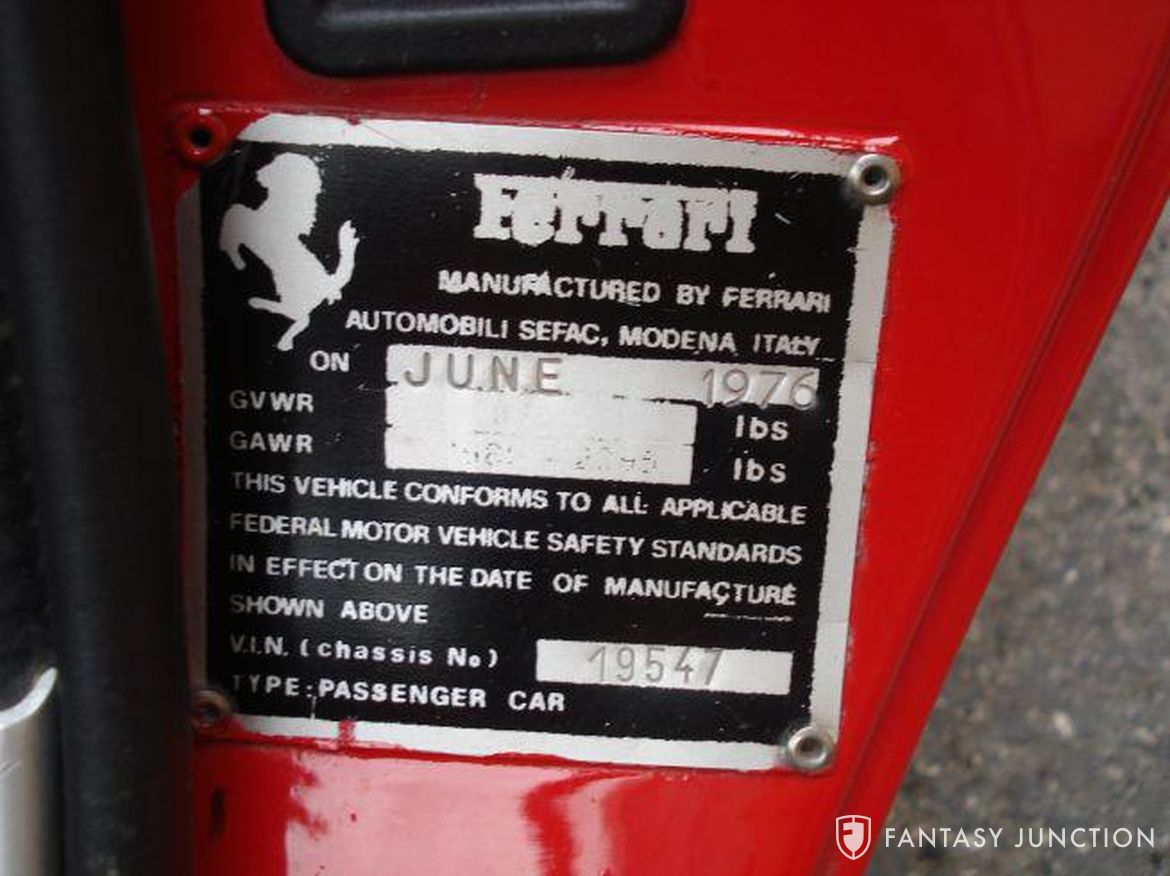 Ferrari
MANUFACTURED BY FERRARI
AUTOMOBILI SEFAC, MODENA ITALY
ON JUNE 1976
GVWR lbs
GAWR lbs
THIS VEHICLE CONFORMS TO ALL APPLICABLE
FEDERAL MOTOR VEHICLE SAFETY STANDARDS
IN EFFECT ON THE DATE OF MANUFACTURE
SHOWN ABOVE
V.I.N. (chassis No) 19547
TYPE: PASSENGER CAR
FANTASY JUNCTION